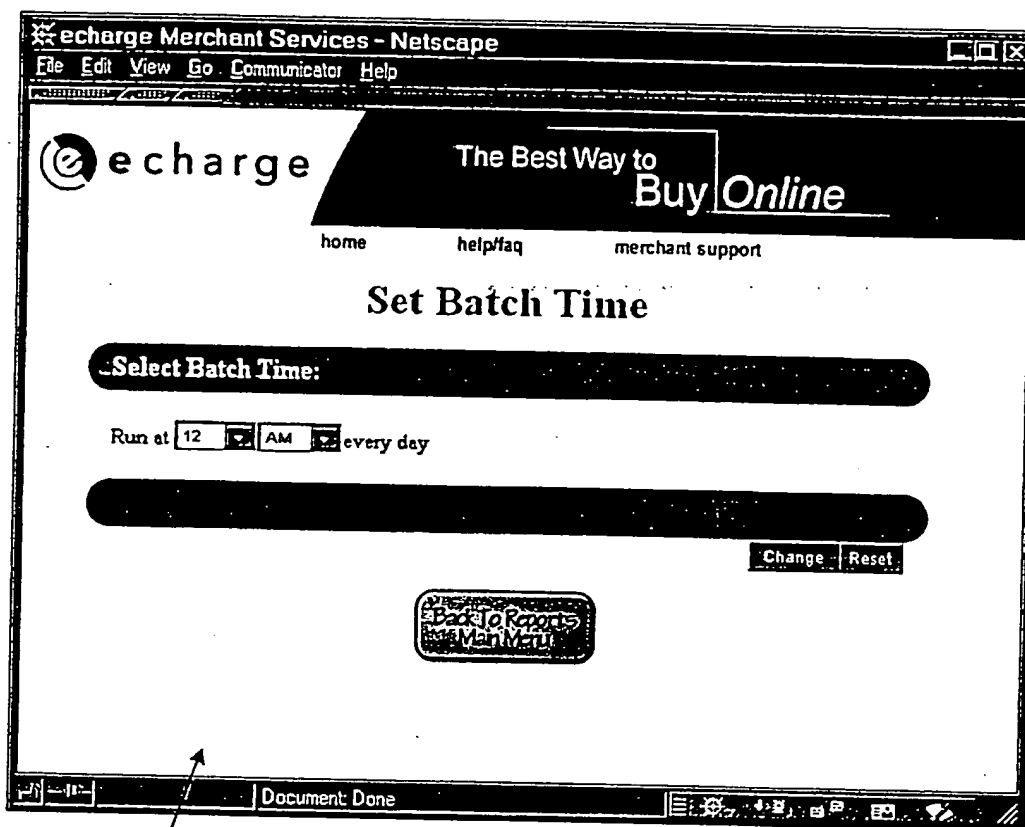 echarge Merchant Services - Netscape
File Edit View Go Communicator Help
echarge
The Best Way to
Buy Online
home help/faq merchant support
Set Batch Time
Select Batch Time:
Run at 12 AM every day
Change Reset
Back To Reports
Main Menu
Document: Done